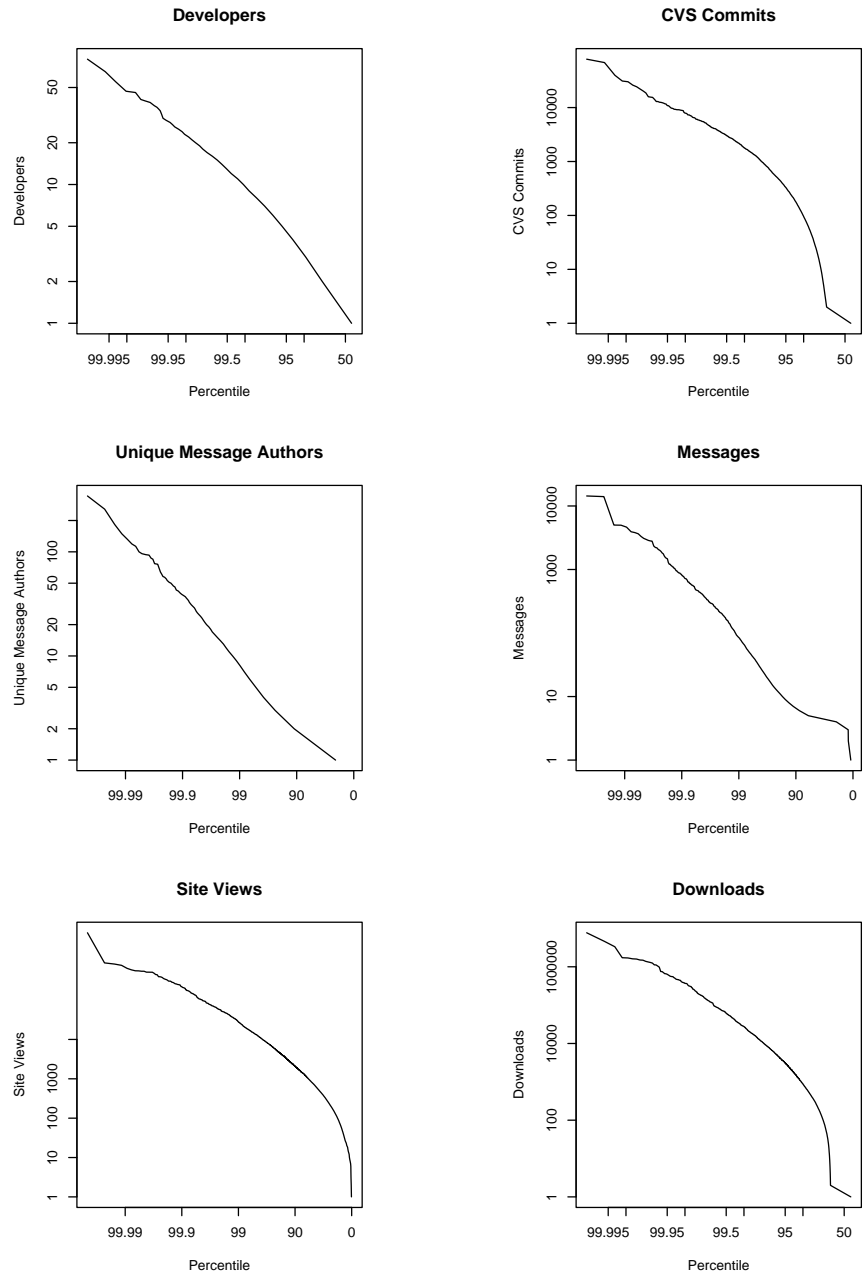 Developers
Developers
1 2 5 10 20 50
99.995 99.95 99.5 95 50
Percentile
CVS Commits
CVS Commits
1 10 100 1000 10000
99.995 99.95 99.5 95 50
Percentile
Unique Message Authors
Unique Message Authors
1 2 5 10 20 50 100
99.99 99.9 99 90 0
Percentile
Messages
Messages
1 10 1000 10000
99.99 99.9 99 90 0
Percentile
Site Views
Site Views
1 10 100 1000
99.99 99.9 99 90 0
Percentile
Downloads
Downloads
1 100 10000 1000000
99.995 99.95 99.5 95 50
Percentile